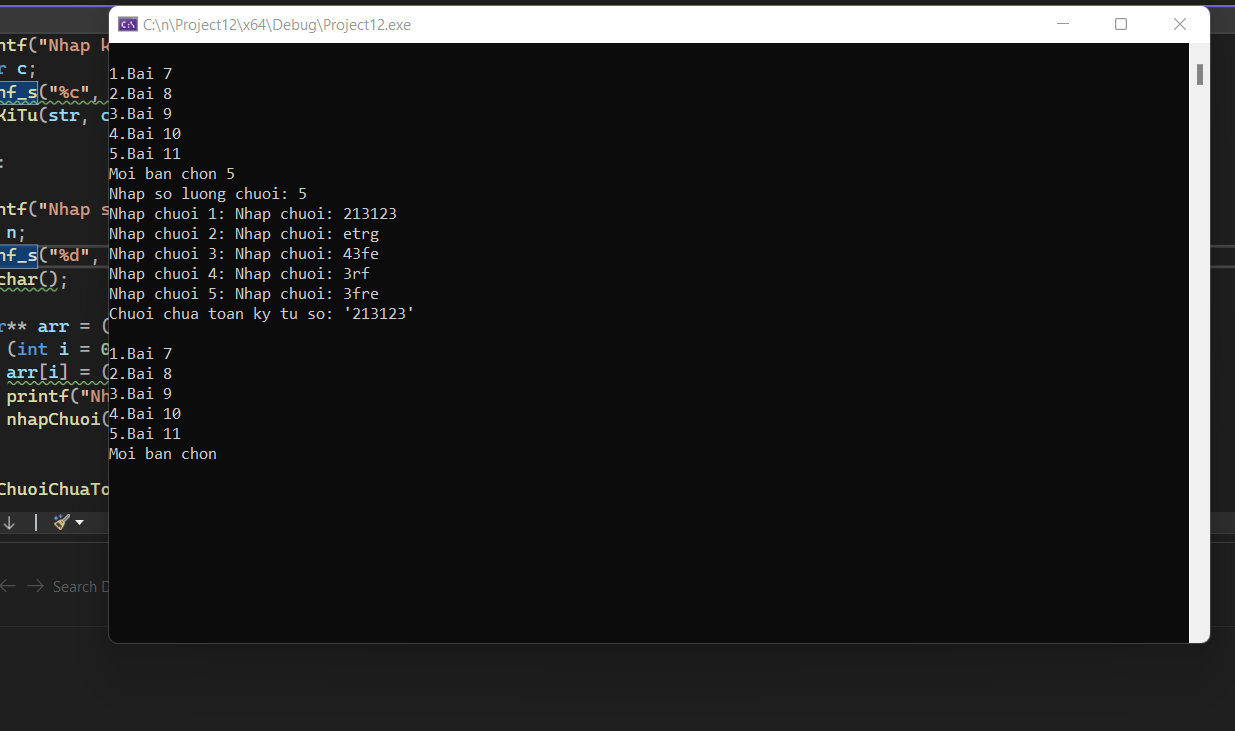 C:\n\Project12\x64\Debug\Project12.exe
1.Bai 7
2.Bai 8
3.Bai 9
4.Bai 10
5.Bai 11
Moi ban chon 5
Nhap so luong chuoi: 5
Nhap chuoi 1: Nhap chuoi: 213123
Nhap chuoi 2: Nhap chuoi: etrg
Nhap chuoi 3: Nhap chuoi: 43fe
Nhap chuoi 4: Nhap chuoi: 3rf
Nhap chuoi 5: Nhap chuoi: 3fre
Chuoi chua toan ky tu so: '213123'
1.Bai 7
2.Bai 8
3.Bai 9
4.Bai 10
5.Bai 11
Moi ban chon
ntf("Nhap k
r c;
nf_s("%c",
KiTu(str, c
:
ntf("Nhap s
n;
nf_s("%d",
char();
r** arr = (
(int i = 0
arr[i] = (
printf("Nh
nhapChuoi(
ChuoiChuaTo
Search D